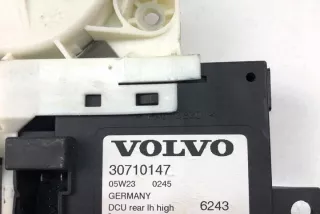 VOLVO
30710147
05W23 0245
GERMANY
DCU rear lh high 6243